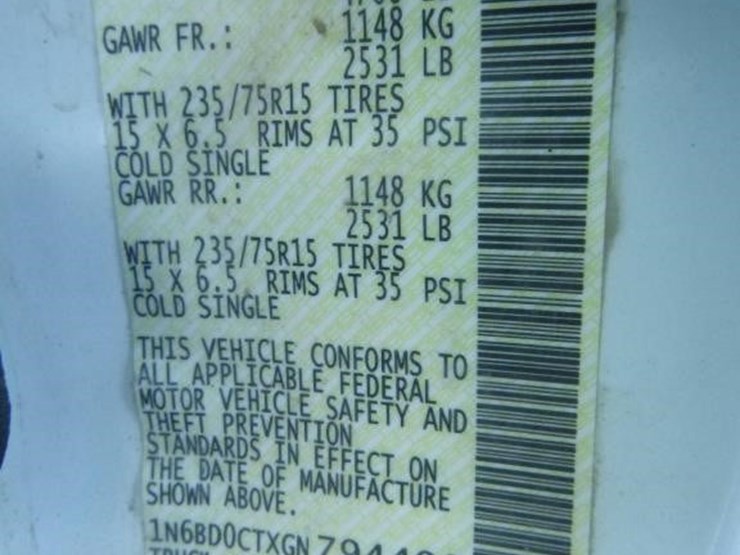 GAWR FR.: 1148 KG
2531 LB
WITH 235/75R15 TIRES
15 X 6.5 RIMS AT 35 PSI
COLD SINGLE
GAWR RR.: 1148 KG
2531 LB
WITH 235/75R15 TIRES
15 X 6.5 RIMS AT 35 PSI
COLD SINGLE
THIS VEHICLE CONFORMS TO
ALL APPLICABLE FEDERAL
MOTOR VEHICLE SAFETY AND
THEFT PREVENTION
STANDARDS IN EFFECT ON
THE DATE OF MANUFACTURE
SHOWN ABOVE.